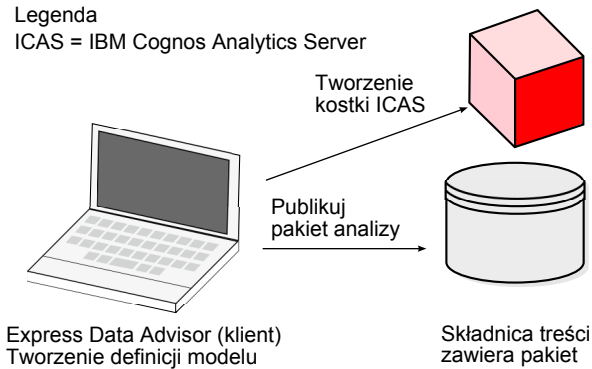 Legenda
ICAS = IBM Cognos Analytics Server
Tworzenie
kostki ICAS
Publikuj
pakiet analizy
Express Data Advisor (klient)
Tworzenie definicji modelu
Składnica treści
zawiera pakiet